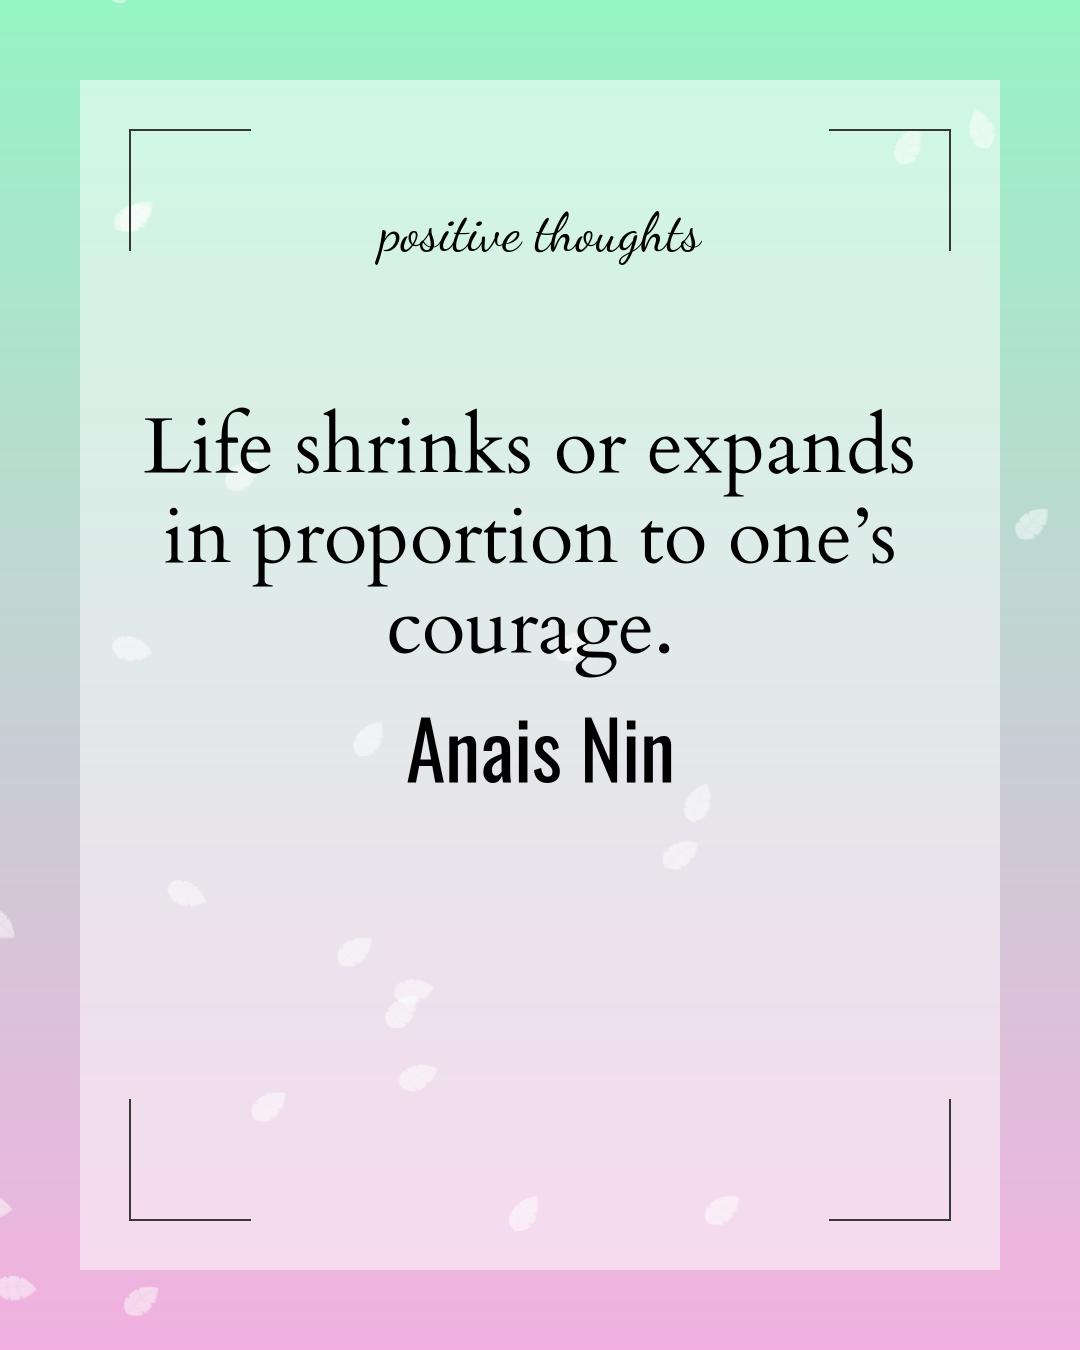 positive thoughts
Life shrinks or expands
in proportion to one’s
courage.
Anais Nin